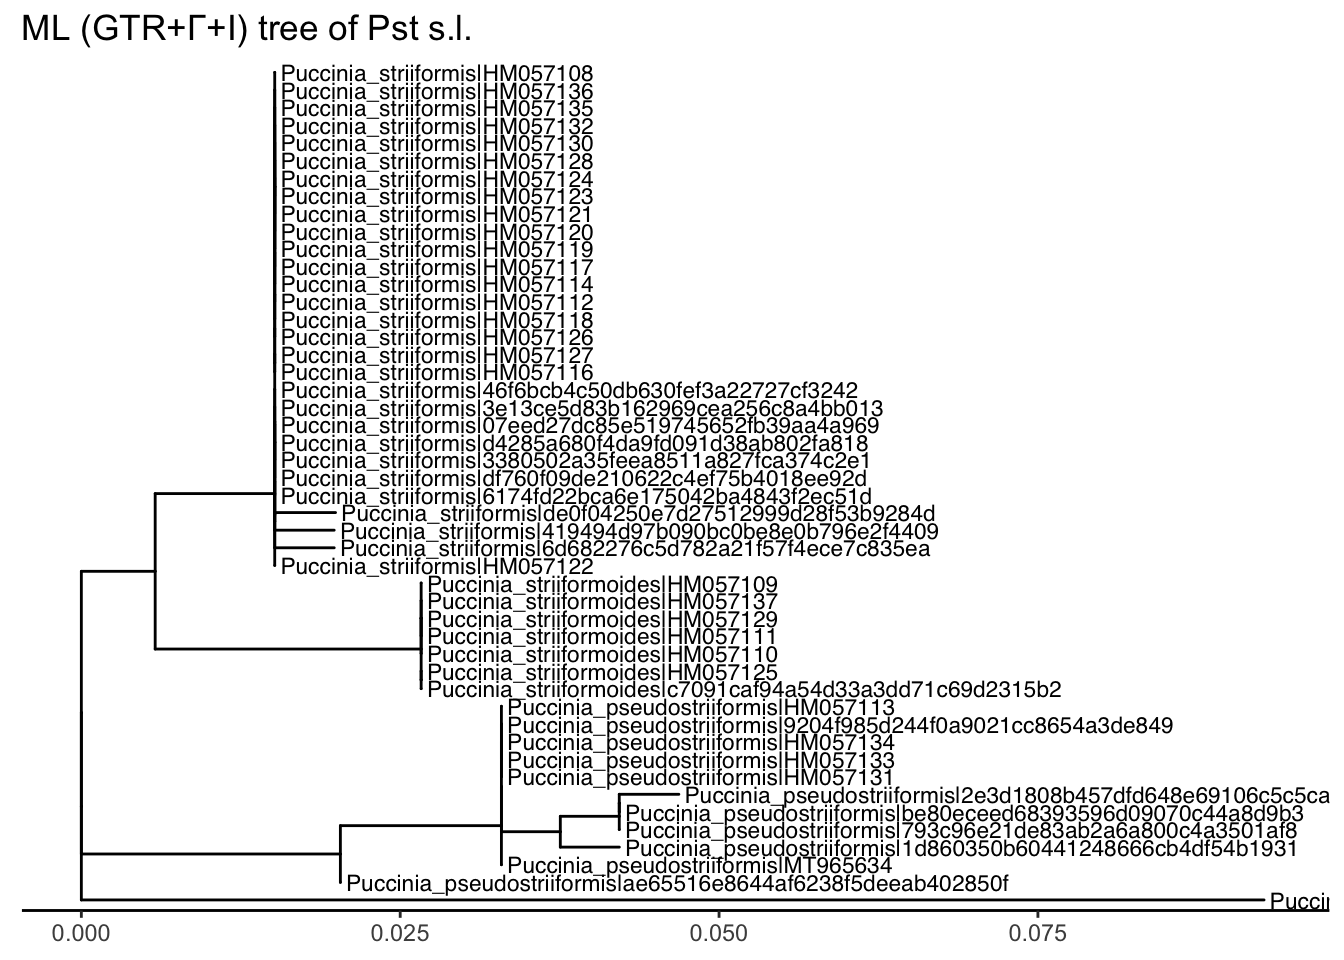 ML (GTR+Γ+I) tree of Pst s.l.
Puccinia_striiformis|HM057108
Puccinia_striiformis|HM057136
Puccinia_striiformis|HM057135
Puccinia_striiformis|HM057132
Puccinia_striiformis|HM057130
Puccinia_striiformis|HM057128
Puccinia_striiformis|HM057124
Puccinia_striiformis|HM057123
Puccinia_striiformis|HM057121
Puccinia_striiformis|HM057120
Puccinia_striiformis|HM057119
Puccinia_striiformis|HM057117
Puccinia_striiformis|HM057114
Puccinia_striiformis|HM057112
Puccinia_striiformis|HM057118
Puccinia_striiformis|HM057126
Puccinia_striiformis|HM057127
Puccinia_striiformis|HM057116
Puccinia_striiformis|46f6bcb4c50db630fef3a22727cf3242
Puccinia_striiformis|3e13ce5d83b162969cea256c8a4bb013
Puccinia_striiformis|07eed27dc85e519745652fb39aa4a969
Puccinia_striiformis|d4285a680f4da9fd091d38ab802fa818
Puccinia_striiformis|3380502a35feea8511a827fca374c2e1
Puccinia_striiformis|df760f09de210622c4ef75b4018ee92d
Puccinia_striiformis|6174fd22bca6e175042ba4843f2ec51d
Puccinia_striiformis|de0f04250e7d27512999d28f53b9284d
Puccinia_striiformis|419494d97b090bc0be8e0b796e2f4409
Puccinia_striiformis|6d682276c5d782a21f57f4ece7c835ea
Puccinia_striiformis|HM057122
Puccinia_striiformoides|HM057109
Puccinia_striiformoides|HM057137
Puccinia_striiformoides|HM057129
Puccinia_striiformoides|HM057111
Puccinia_striiformoides|HM057110
Puccinia_striiformoides|HM057125
Puccinia_striiformoides|c7091caf94a54d33a3dd71c69d2315b2
Puccinia_pseudostriiformis|HM057113
Puccinia_pseudostriiformis|9204f985d244f0a9021cc8654a3de849
Puccinia_pseudostriiformis|HM057134
Puccinia_pseudostriiformis|HM057133
Puccinia_pseudostriiformis|HM057131
Puccinia_pseudostriiformis|2e3d1808b457dfd648e69106c5c5ca
Puccinia_pseudostriiformis|be80eceed68393596d09070c44a8d9b3
Puccinia_pseudostriiformis|793c96e21de83ab2a6a800c4a3501af8
Puccinia_pseudostriiformis|1d860350b60441248666cb4df54b1931
Puccinia_pseudostriiformis|MT965634
Puccinia_pseudostriiformis|ae65516e8644af6238f5deeab402850f
Puccin
0.000 0.025 0.050 0.075